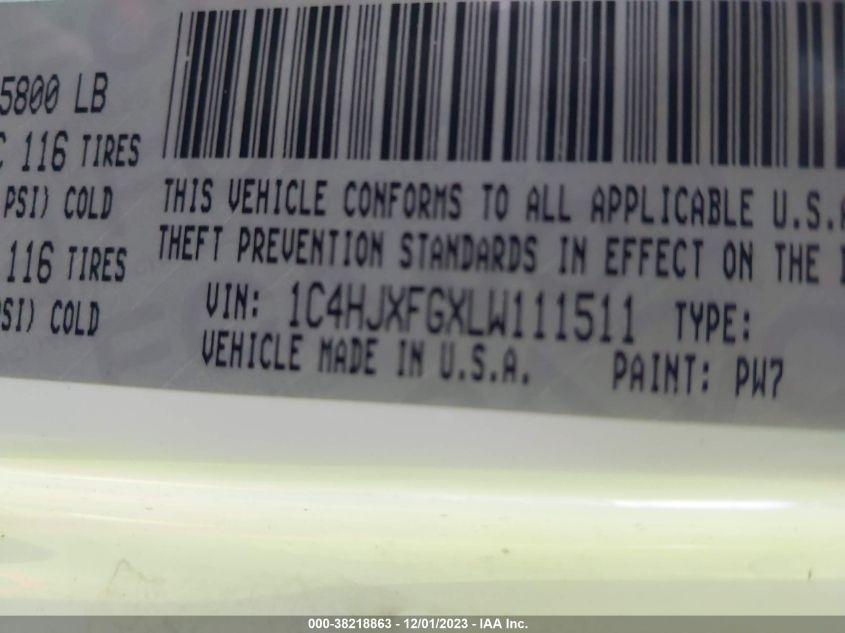 5800 LB
116 TIRES
PSI) COLD
116 TIRES
PSI) COLD
THIS VEHICLE CONFORMS TO ALL APPLICABLE U.S.A
THEFT PREVENTION STANDARDS IN EFFECT ON THE
VIN: 1C4HJXFGXLW111511 TYPE:
VEHICLE MADE IN U.S.A. PAINT: PW7
000-38218863 - 12/01/2023 - IAA Inc.